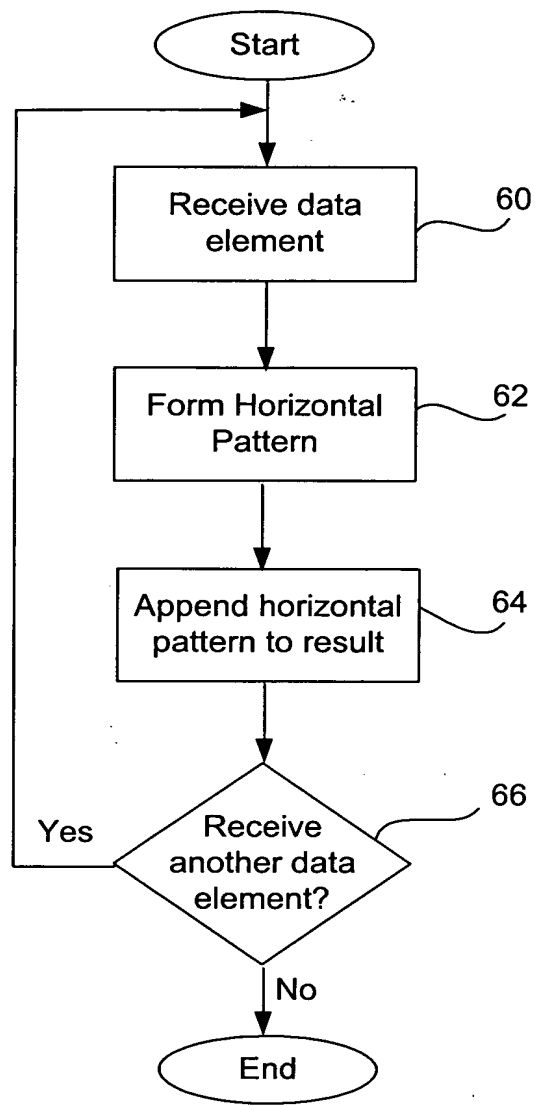 Start
Receive data
element
60
Form Horizontal
Pattern
62
Append horizontal
pattern to result
64
Receive
another data
element?
66
Yes
No
End